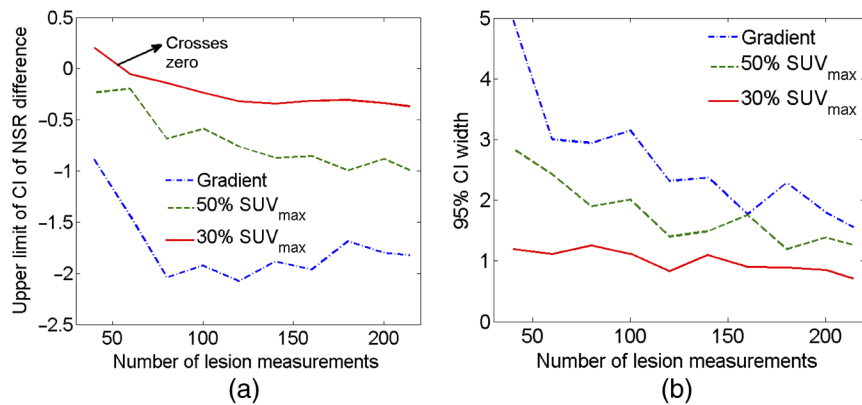 0.5
0
−0.5
−1
−1.5
−2
−2.5
Upper limit of CI of NSR difference
Crosses
zero
Gradient
50% SUVmax
30% SUVmax
50
100
150
200
Number of lesion measurements
(a)
5
4
3
2
1
0
95% CI width
Gradient
50% SUVmax
30% SUVmax
50
100
150
200
Number of lesion measurements
(b)